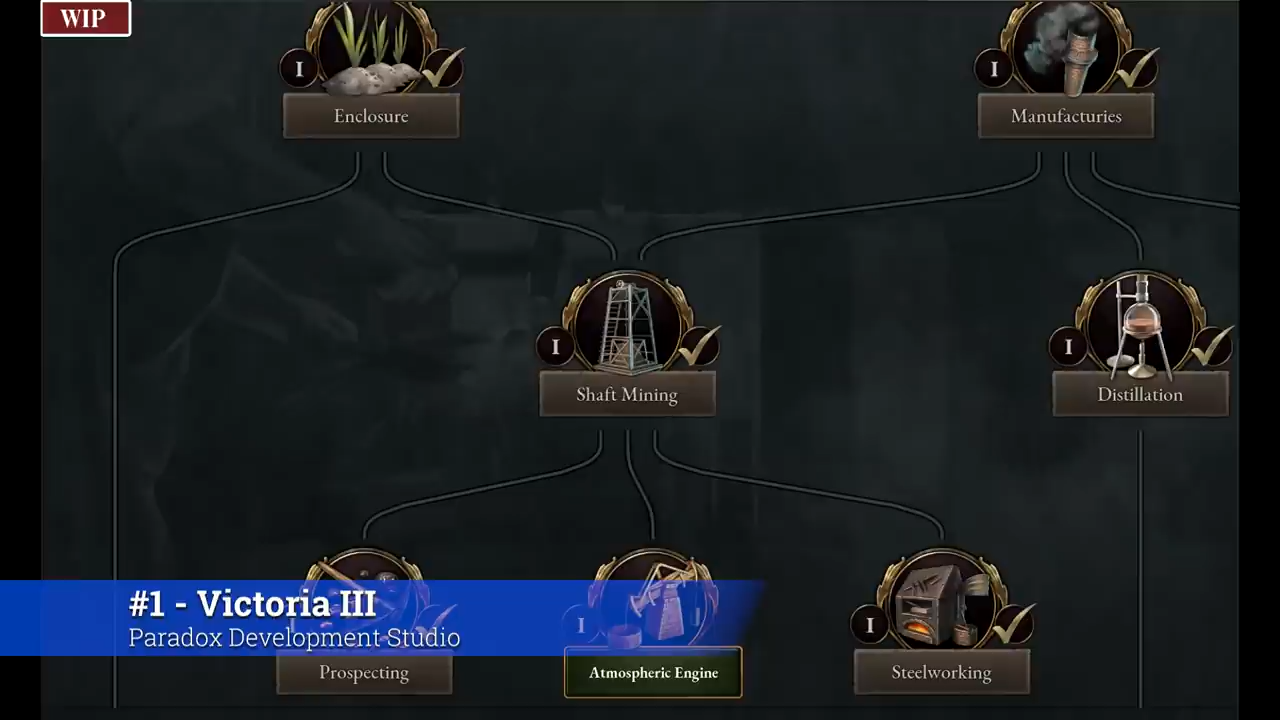 WIP
I
Enclosure
I
Manufacturies
I
Shaft Mining
I
Distillation
#1 - Victoria III
Paradox Development Studio
I
I
Prospecting
Atmospheric Engine
Steelworking